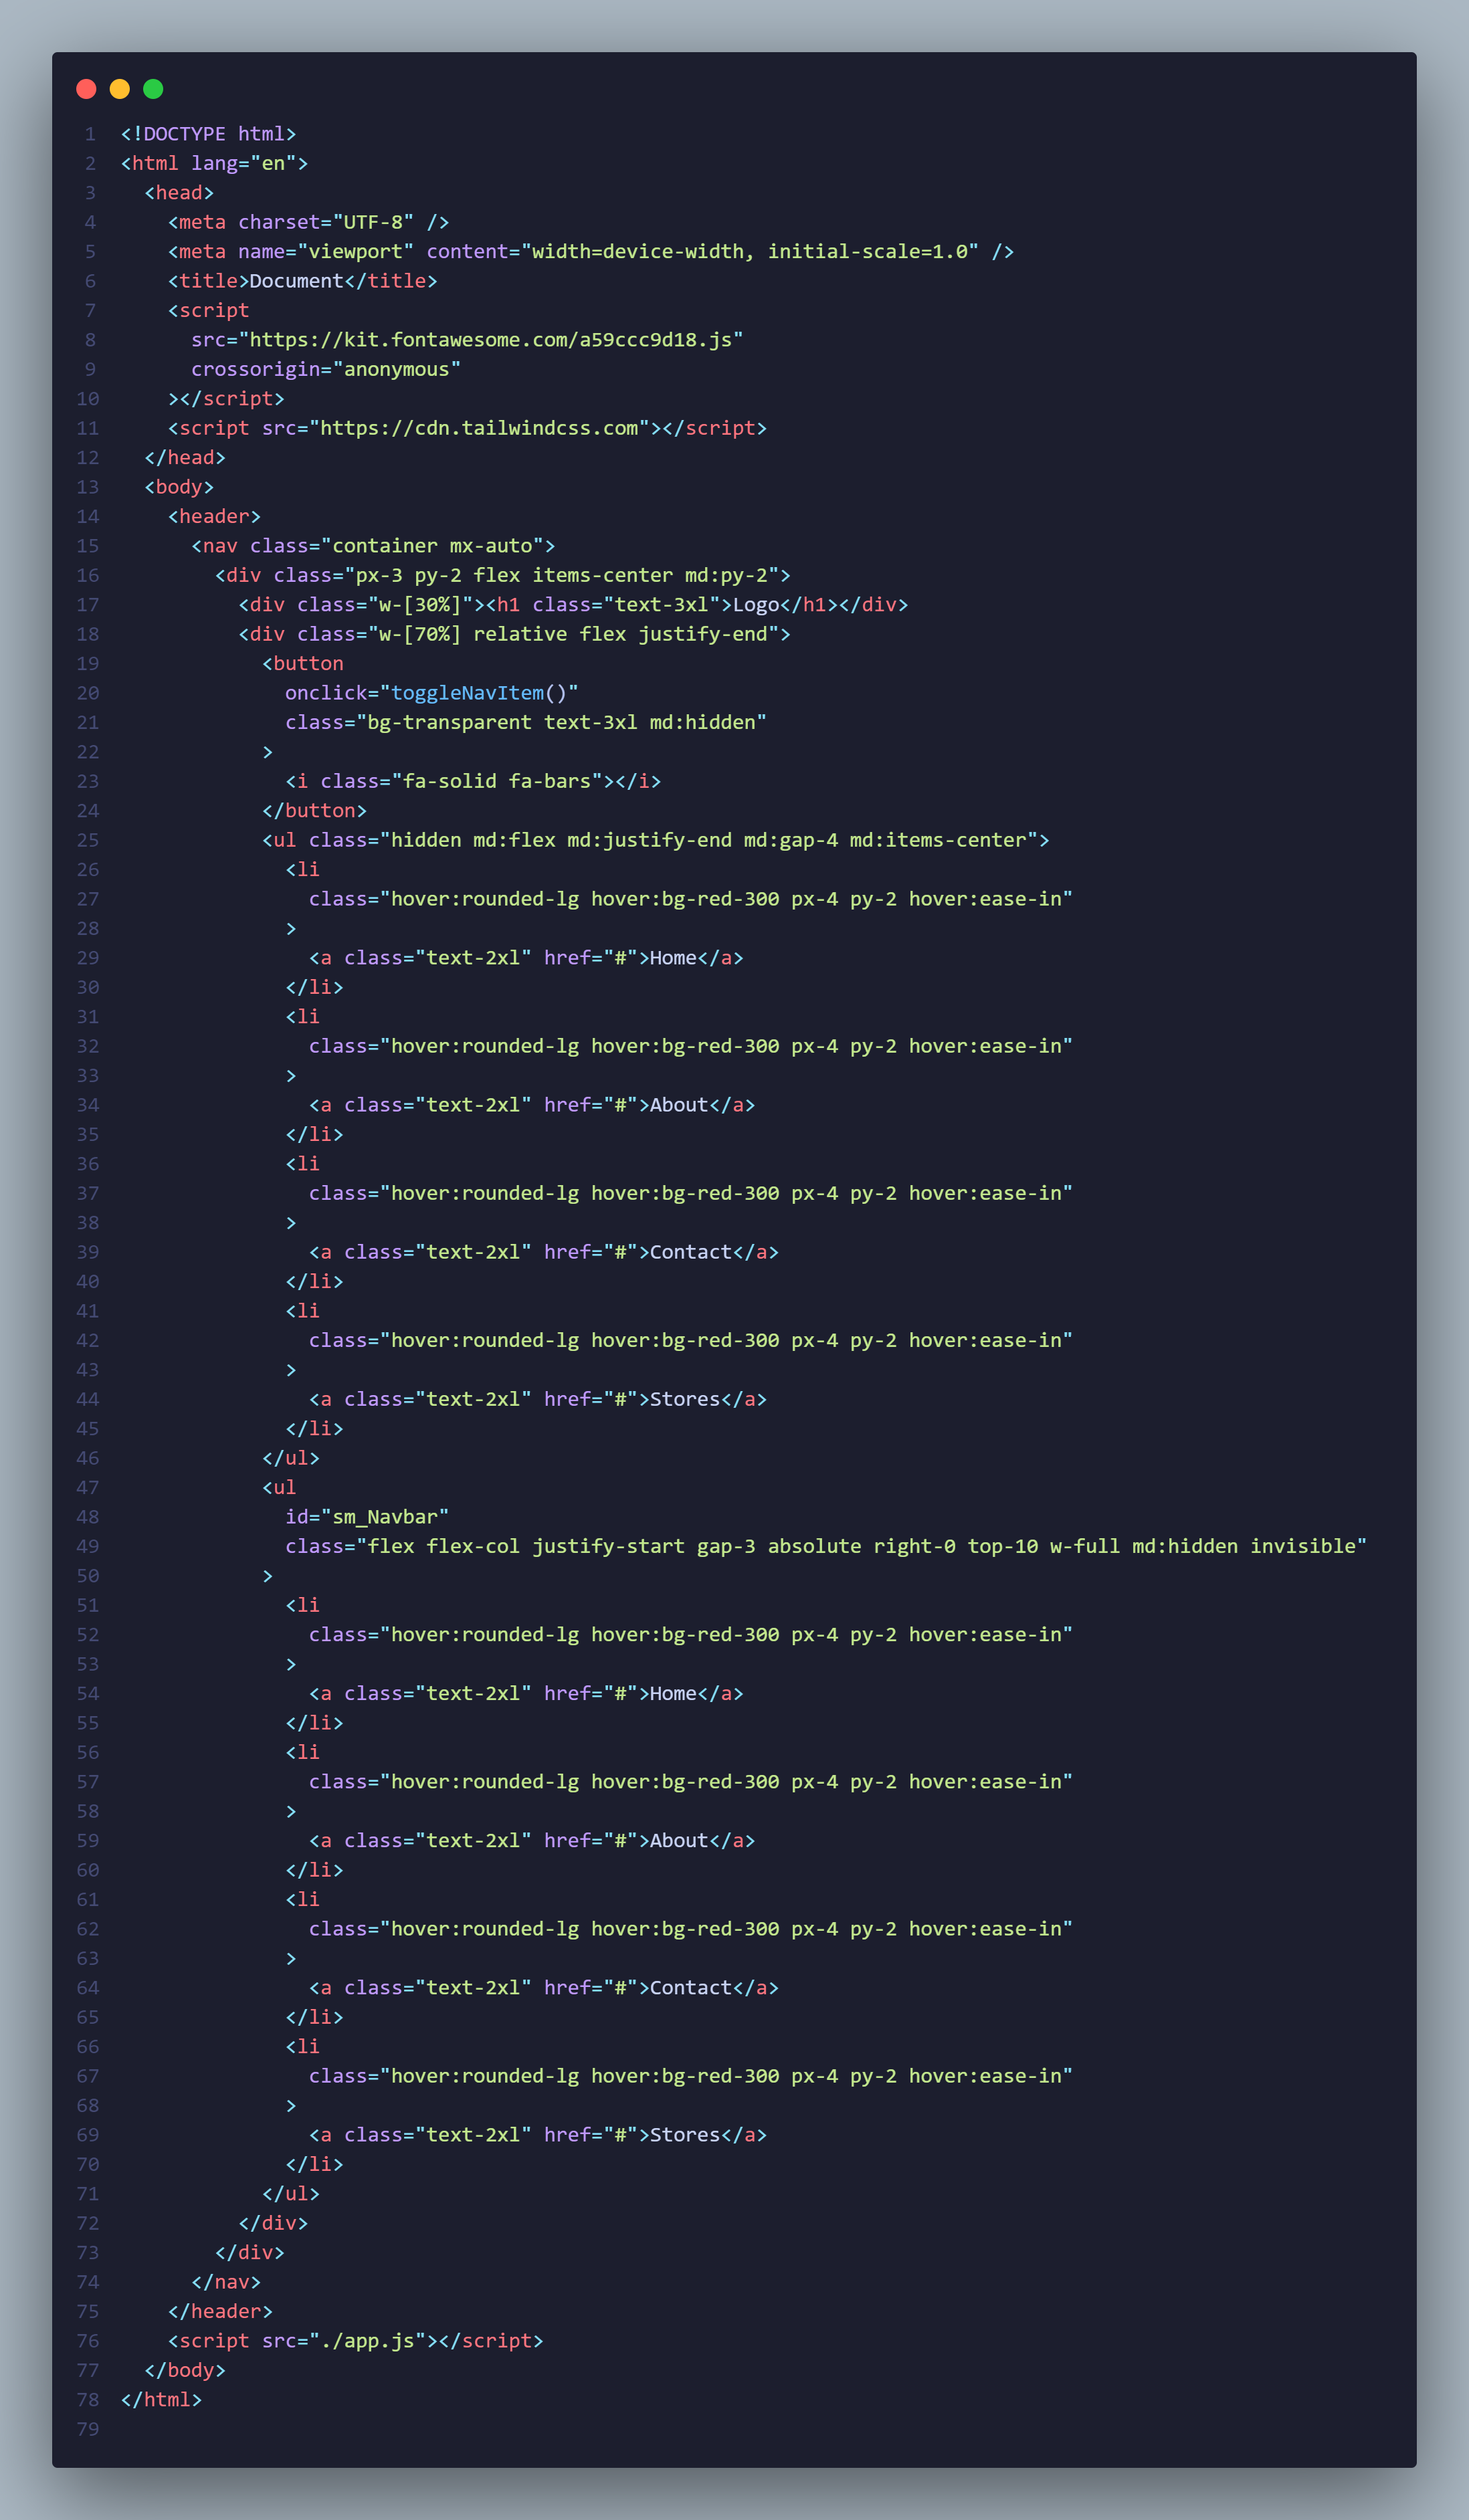 1 <!DOCTYPE html>
2 <html lang="en">
3   <head>
4     <meta charset="UTF-8" />
5     <meta name="viewport" content="width=device-width, initial-scale=1.0" />
6     <title>Document</title>
7     <script
8       src="https://kit.fontawesome.com/a59ccc9d18.js"
9       crossorigin="anonymous"
10     ></script>
11     <script src="https://cdn.tailwindcss.com"></script>
12   </head>
13   <body>
14     <header>
15       <nav class="container mx-auto">
16         <div class="px-3 py-2 flex items-center md:py-2">
17           <div class="w-[30%]"><h1 class="text-3xl">Logo</h1></div>
18           <div class="w-[70%] relative flex justify-end">
19             <button
20               onclick="toggleNavItem()"
21               class="bg-transparent text-3xl md:hidden"
22             >
23               <i class="fa-solid fa-bars"></i>
24             </button>
25             <ul class="hidden md:flex md:justify-end md:gap-4 md:items-center">
26               <li
27                 class="hover:rounded-lg hover:bg-red-300 px-4 py-2 hover:ease-in"
28               >
29                 <a class="text-2xl" href="#">Home</a>
30               </li>
31               <li
32                 class="hover:rounded-lg hover:bg-red-300 px-4 py-2 hover:ease-in"
33               >
34                 <a class="text-2xl" href="#">About</a>
35               </li>
36               <li
37                 class="hover:rounded-lg hover:bg-red-300 px-4 py-2 hover:ease-in"
38               >
39                 <a class="text-2xl" href="#">Contact</a>
40               </li>
41               <li
42                 class="hover:rounded-lg hover:bg-red-300 px-4 py-2 hover:ease-in"
43               >
44                 <a class="text-2xl" href="#">Stores</a>
45               </li>
46             </ul>
47             <ul
48               id="sm_Navbar"
49               class="flex flex-col justify-start gap-3 absolute right-0 top-10 w-full md:hidden invisible"
50             >
51               <li
52                 class="hover:rounded-lg hover:bg-red-300 px-4 py-2 hover:ease-in"
53               >
54                 <a class="text-2xl" href="#">Home</a>
55               </li>
56               <li
57                 class="hover:rounded-lg hover:bg-red-300 px-4 py-2 hover:ease-in"
58               >
59                 <a class="text-2xl" href="#">About</a>
60               </li>
61               <li
62                 class="hover:rounded-lg hover:bg-red-300 px-4 py-2 hover:ease-in"
63               >
64                 <a class="text-2xl" href="#">Contact</a>
65               </li>
66               <li
67                 class="hover:rounded-lg hover:bg-red-300 px-4 py-2 hover:ease-in"
68               >
69                 <a class="text-2xl" href="#">Stores</a>
70               </li>
71             </ul>
72           </div>
73         </div>
74       </nav>
75     </header>
76     <script src="./app.js"></script>
77   </body>
78 </html>
79